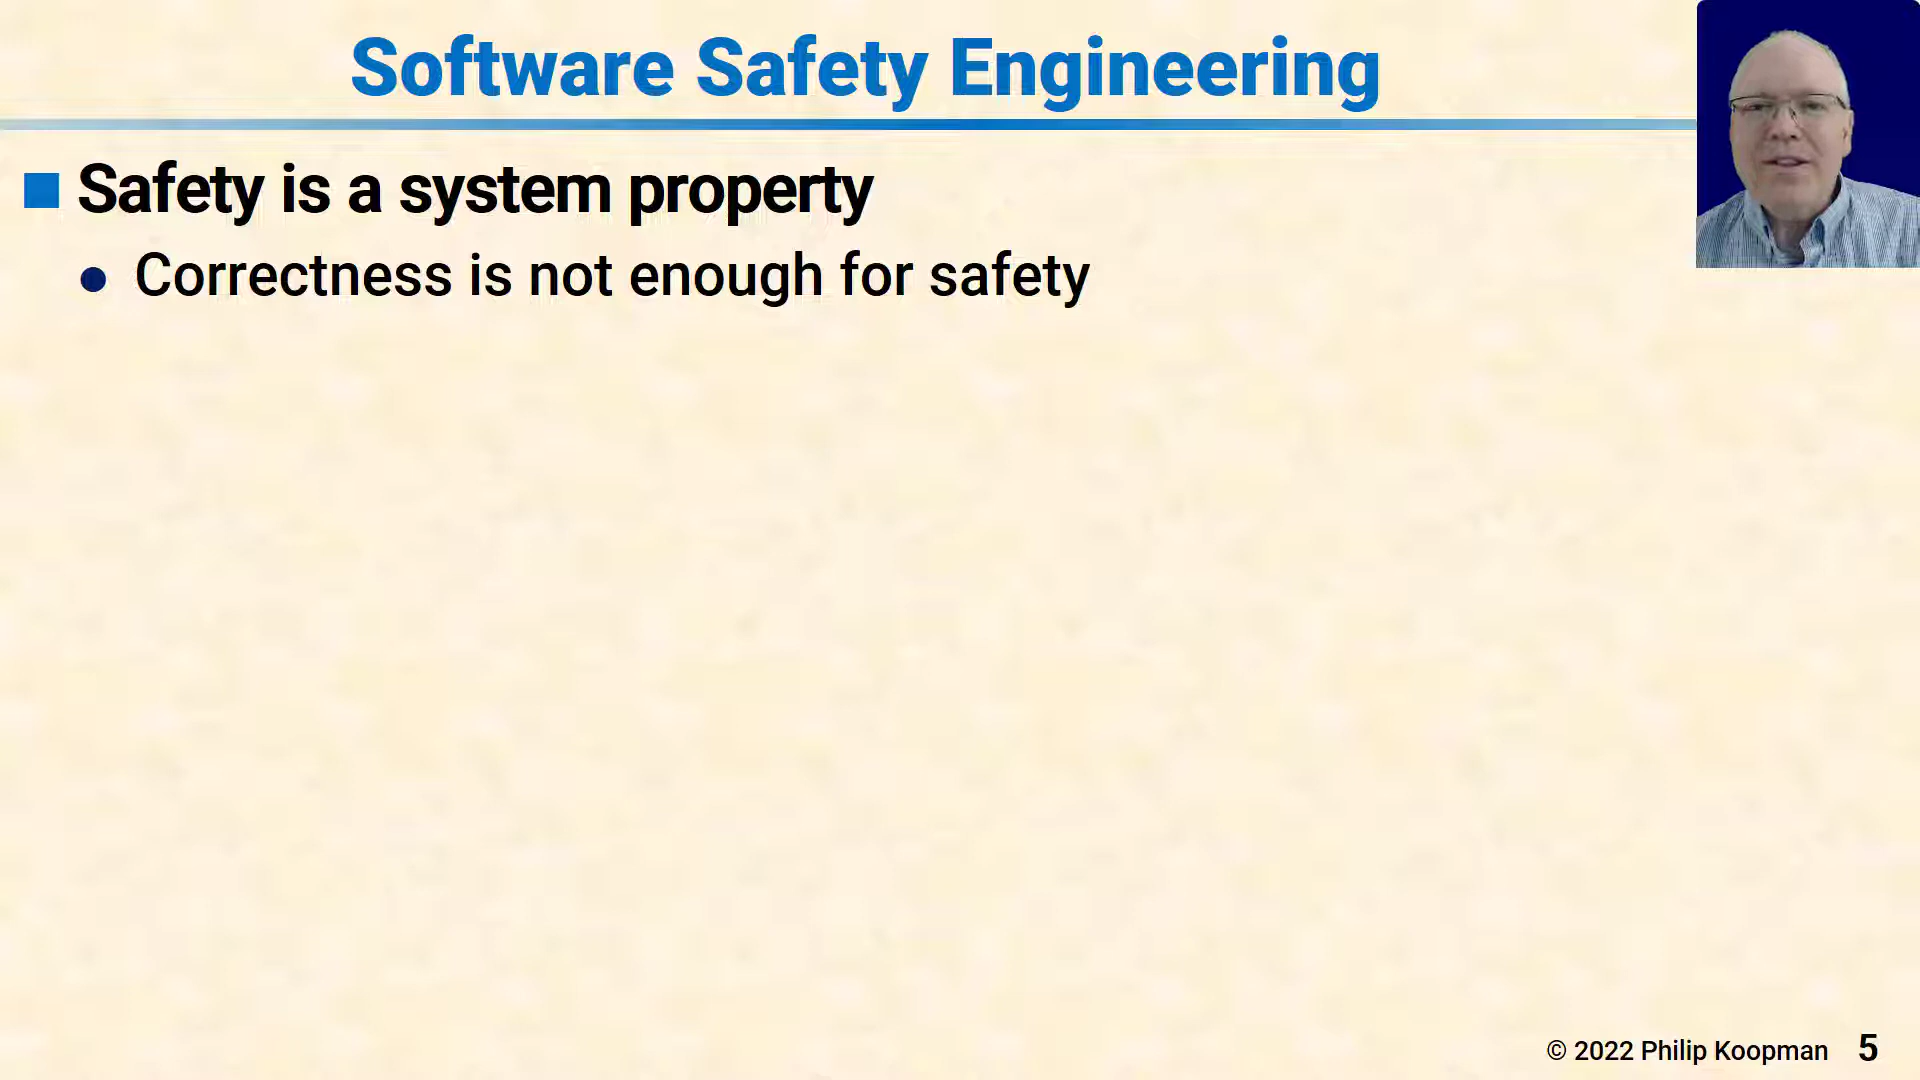 Software Safety Engineering
Safety is a system property
Correctness is not enough for safety
© 2022 Philip Koopman 5